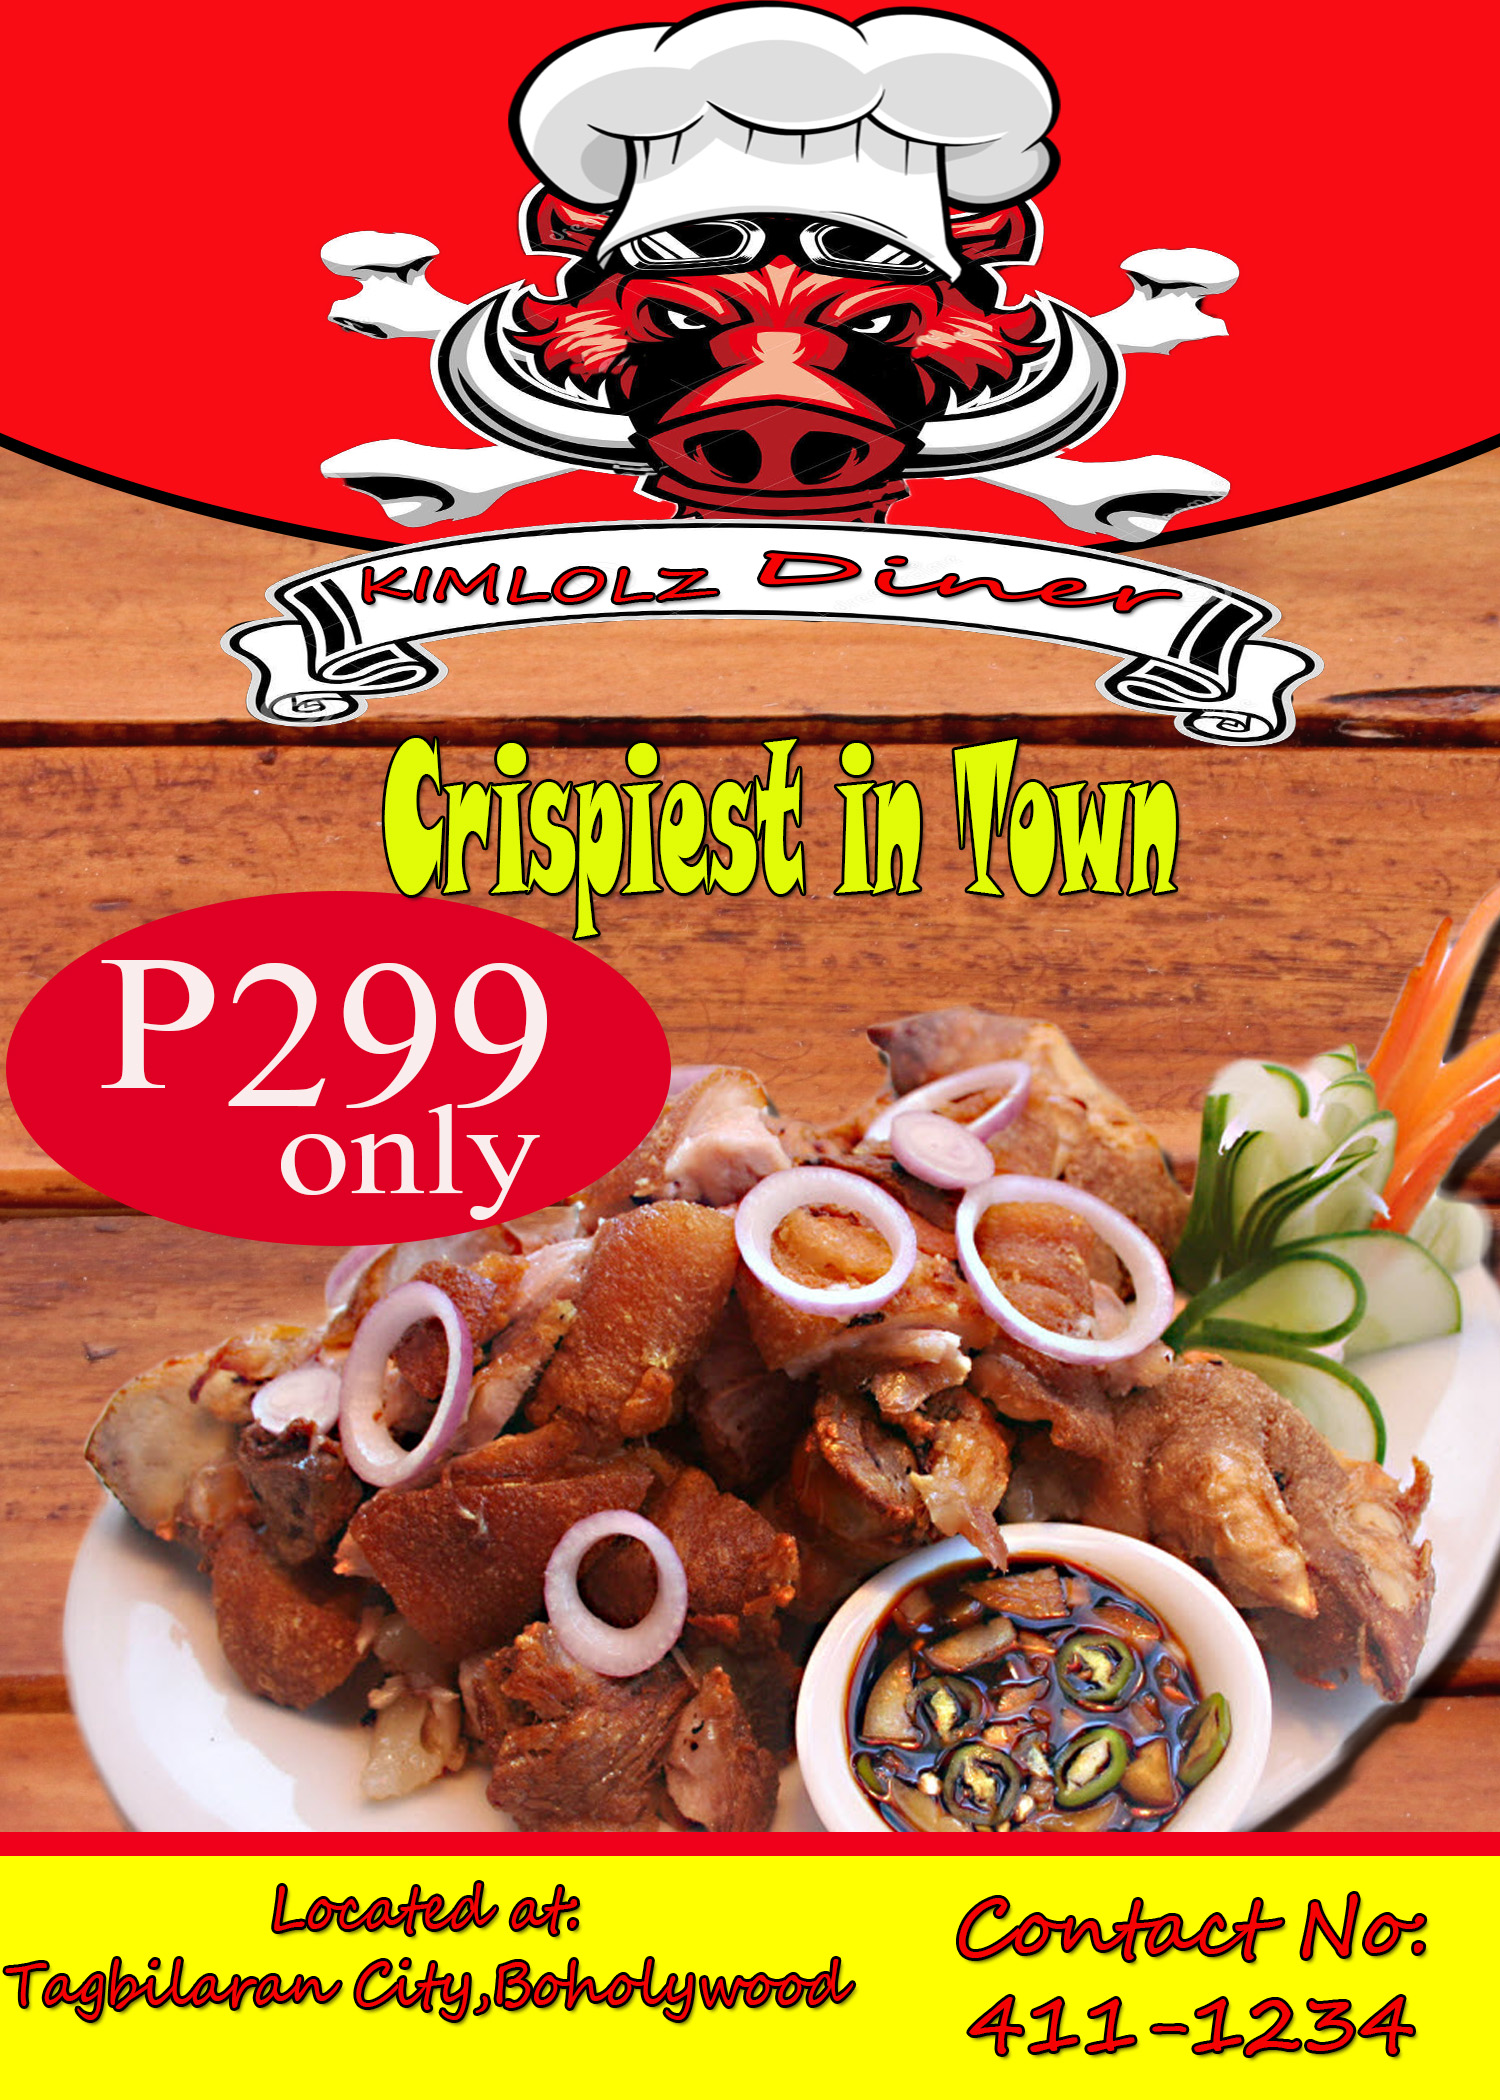 KIMLOLZ Diner
Crispiest in Town
P299
only
Located at:
Tagbilaran City,Boholywood
Contact No:
411-1234